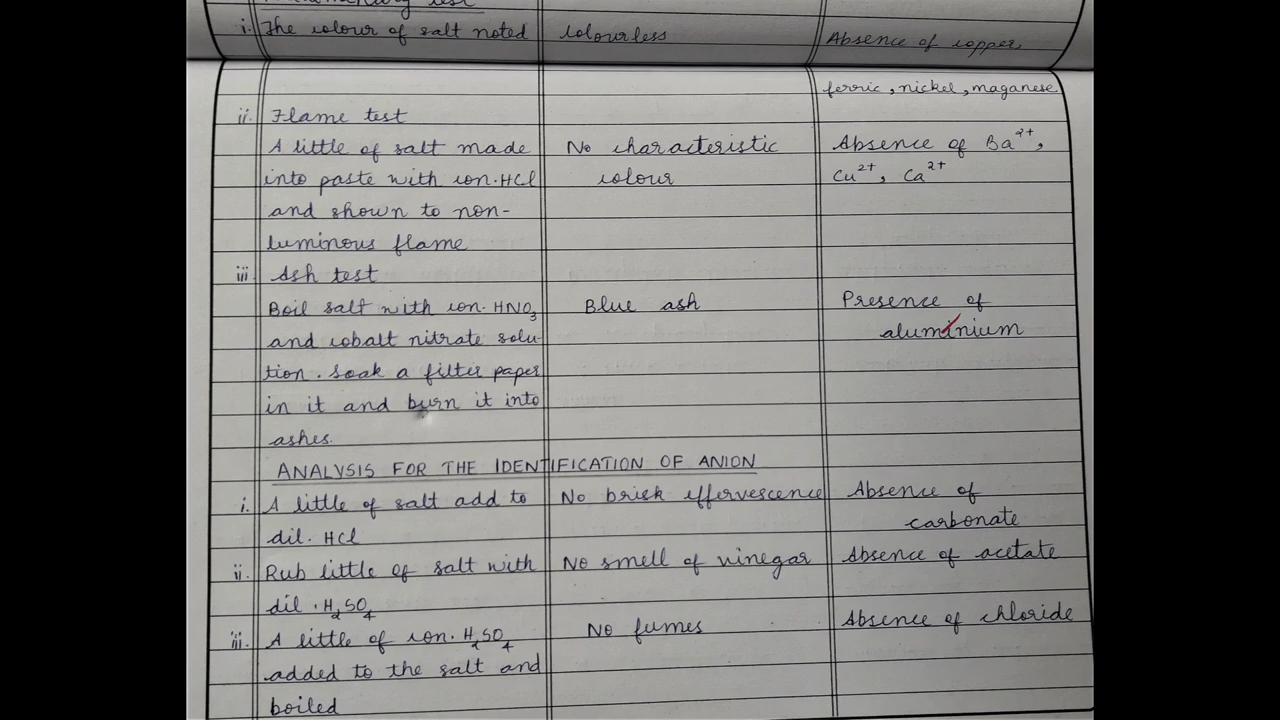 i. The colour of salt noted colourless Absence of copper,
ferric, nickel, maganese
ii. Flame test
A little of salt made No characteristic Absence of Ba²⁺,
into paste with con. HCl colour Cu²⁺, Ca²⁺
and shown to non-
luminous flame
iii Ash test
Boil salt with con. HNO₃ Blue ash Presence of
and cobalt nitrate solu- aluminium
tion. Soak a filter paper
in it and burn it into
ashes.
ANALYSIS FOR THE IDENTIFICATION OF ANION
i. A little of salt add to No brisk effervescence Absence of
dil. HCl carbonate
ii. Rub little of salt with No smell of vinegar Absence of acetate
dil. H₂SO₄
iii. A little of con. H₂SO₄ No fumes Absence of chloride
added to the salt and
boiled